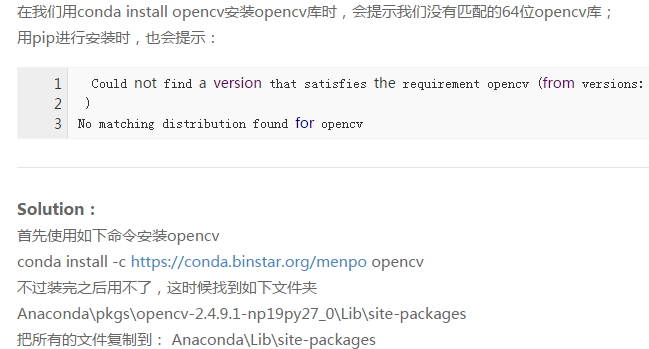 在我们用conda install opencv安装opencv库时，会提示我们没有匹配的64位opencv库；
用pip进行安装时，也会提示：
1 Could not find a version that satisfies the requirement opencv (from versions:
2 )
3 No matching distribution found for opencv
Solution：
首先使用如下命令安装opencv
conda install -c https://conda.binstar.org/menpo opencv
不过装完之后用不了，这时候找到如下文件夹
Anaconda\pkgs\opencv-2.4.9.1-np19py27_0\Lib\site-packages
把所有的文件复制到： Anaconda\Lib\site-packages